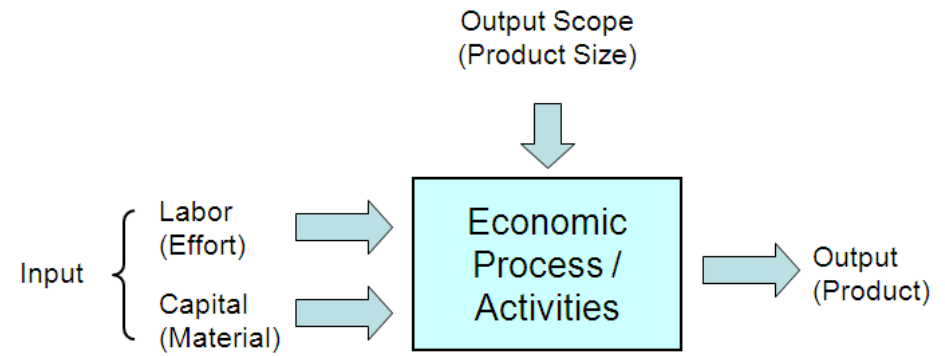 Output Scope
(Product Size)
Input
Labor
(Effort)
Capital
(Material)
Economic
Process /
Activities
Output
(Product)